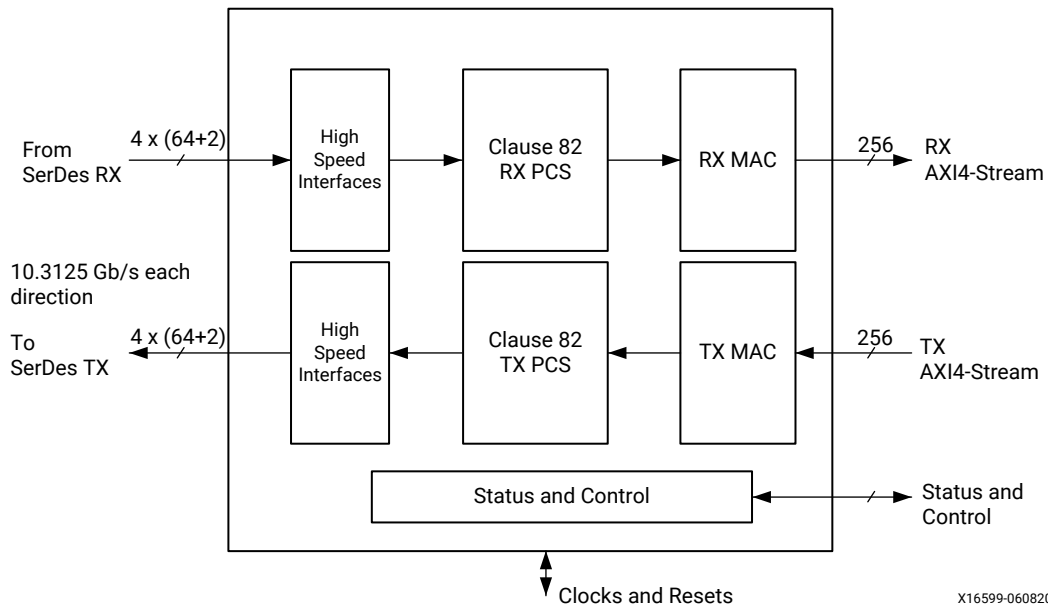 From
SerDes RX
4 x (64+2)
High
Speed
Interfaces
Clause 82
RX PCS
RX MAC
256
RX
AXI4-Stream
10.3125 Gb/s each
direction
To
SerDes TX
4 x (64+2)
High
Speed
Interfaces
Clause 82
TX PCS
TX MAC
256
TX
AXI4-Stream
Status and Control
Status and
Control
Clocks and Resets
X16599-060820